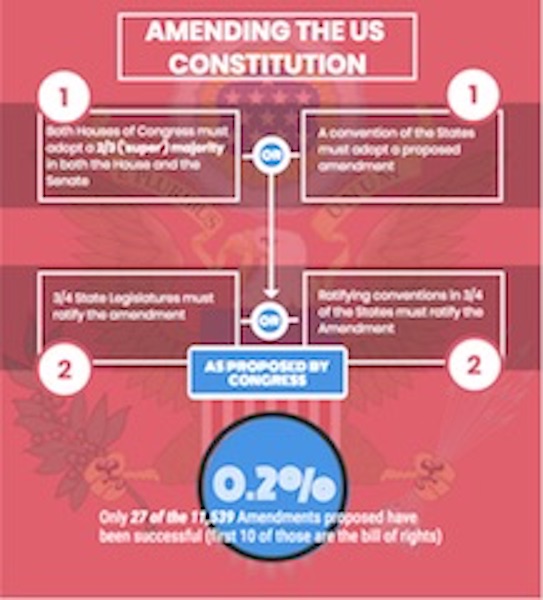 AMENDING THE US
CONSTITUTION
1
Both Houses of Congress must
adopt a 2/3 ('super') majority
in both the House and the
Senate
OR
1
A convention of the States
must adopt a proposed
amendment
3/4 State Legislatures must
ratify the amendment
2
OR
Ratifying conventions in 3/4
of the States must ratify the
Amendment
2
AS PROPOSED BY
CONGRESS
0.2%
Only 27 of the 11,539 Amendments proposed have
been successful (first 10 of those are the bill of rights)